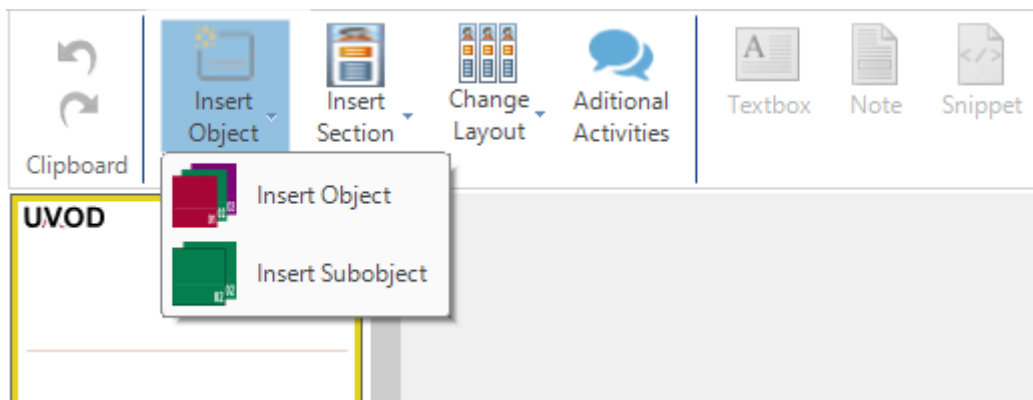 Clipboard
Insert
Object
Insert
Section
Change
Layout
Aditional
Activities
A
Textbox
Note
</>
Snippet
Insert Object
Insert Subobject
UVOD